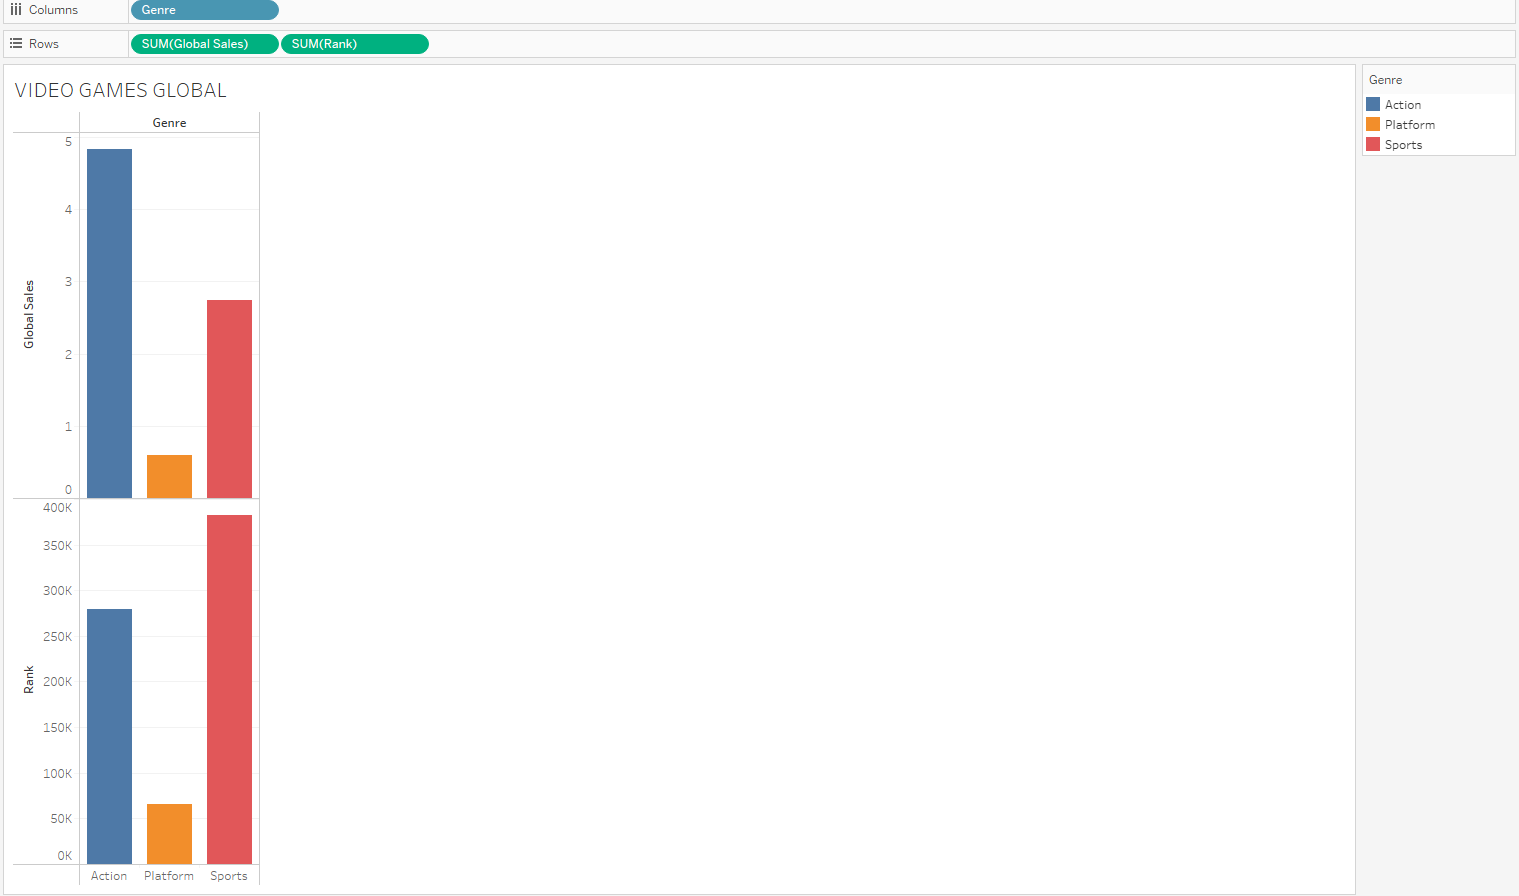 Columns
Genre
Rows
SUM(Global Sales)
SUM(Rank)
VIDEO GAMES GLOBAL
Genre
5
4
3
2
1
0
Global Sales
400K
350K
300K
250K
200K
150K
100K
50K
0K
Rank
Action
Platform
Sports
Genre
Action
Platform
Sports